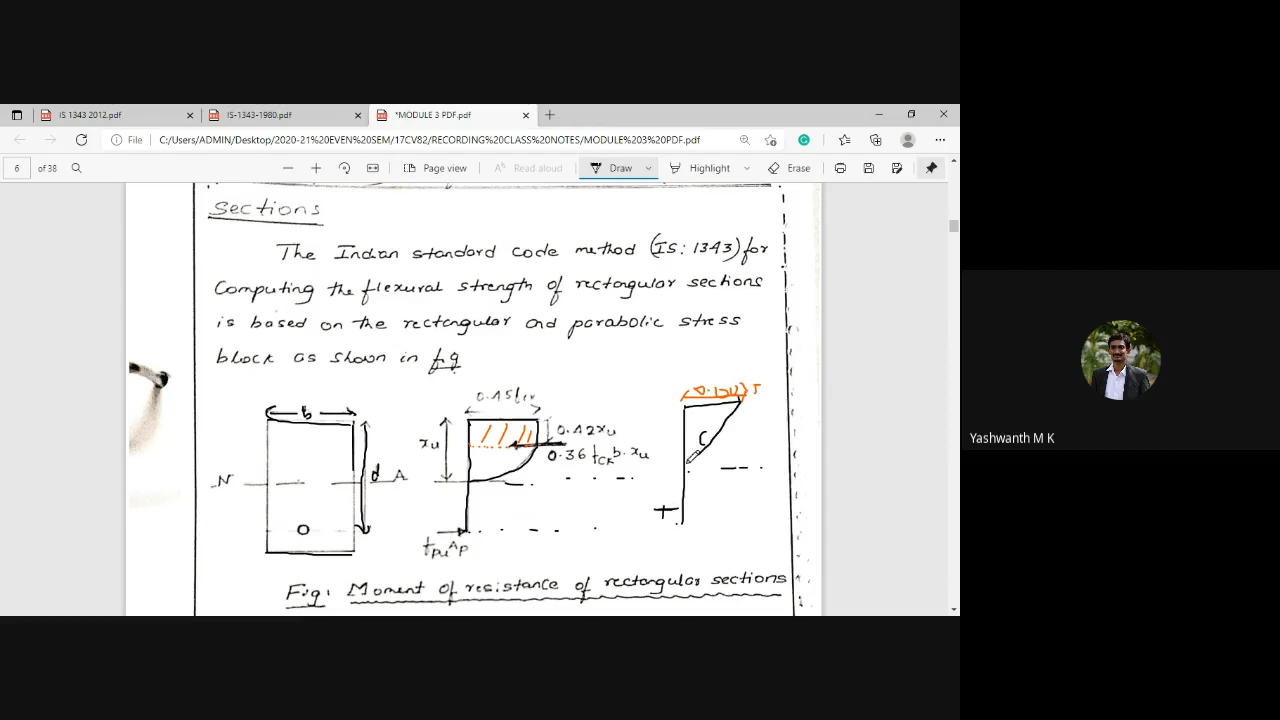 IS 1343 2012.pdf
IS-1343-1980.pdf
*MODULE 3 PDF.pdf
File
C:/Users/ADMIN/Desktop/2020-21%20EVEN%20SEM/17CV82/RECORDING%20CLASS%20NOTES/MODULE%203%20PDF.pdf
6 of 38
Page view
Read aloud
Draw
Highlight
Erase
Sections
The Indian standard code method (IS: 1343) for
Computing the flexural strength of rectangular sections
is based on the rectangular and parabolic stress
block as shown in fig
b
0.45fck
xu
0.42xu
0.36 fck b. xu
d
N
A
C
+
fpu Ap
Fig: Moment of resistance of rectangular sections
Yashwanth M K